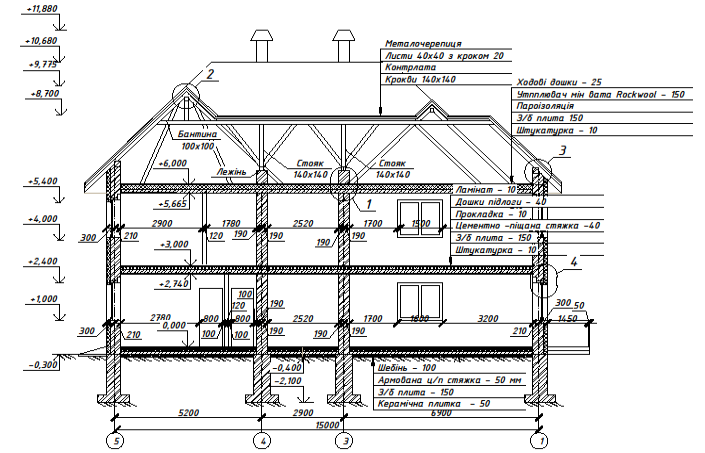 +11,880
+10,680
+9,775
+8,700
+5,400
+4,000
+2,400
+1,000
-0,300
Металочерепиця
Листи 40х40 з кроком 20
Контрлата
Крокви 140х140
2
Ходові дошки - 25
Утпплювач мін вата Rockwool - 150
Пароізоляція
З/б плита 150
Штукатурка - 10
3
Бантина
100х100
Лежінь
Стояк
140х140
Стояк
140х140
+6,000
+5,665
1
Ламінат - 10
Дошки підлоги - 40
Прокладка - 10
Цементно -піщана стяжка -40
З/б плита - 150
Штукатурка - 10
4
2900 1780 2520 1700 1500
300 210 120 190 190 190 190
+3,000
+2,740
100
120
190
2780 800 800 2520 1700 1600 3200 1450
300 50
300 210 100 100 190 190 190 210
0,000
-0,400
-2,100
Щебінь - 100
Армована ц/п стяжка - 50 мм
З/б плита - 150
Керамічна плитка - 50
5200 2900 6900
15000
5 4 3 1